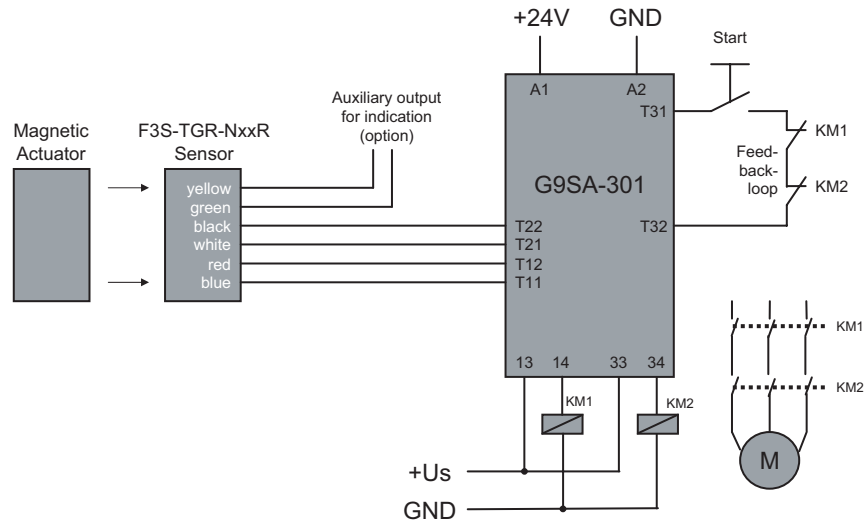 +24V
GND
Start
A1
A2
T31
Auxiliary output
for indication
(option)
Magnetic
Actuator
F3S-TGR-NxxR
Sensor
KM1
Feed-
back-
loop
KM2
G9SA-301
yellow
green
black
white
red
blue
T22
T21
T12
T11
T32
KM1
KM2
13
14
33
34
KM1
KM2
M
+Us
GND